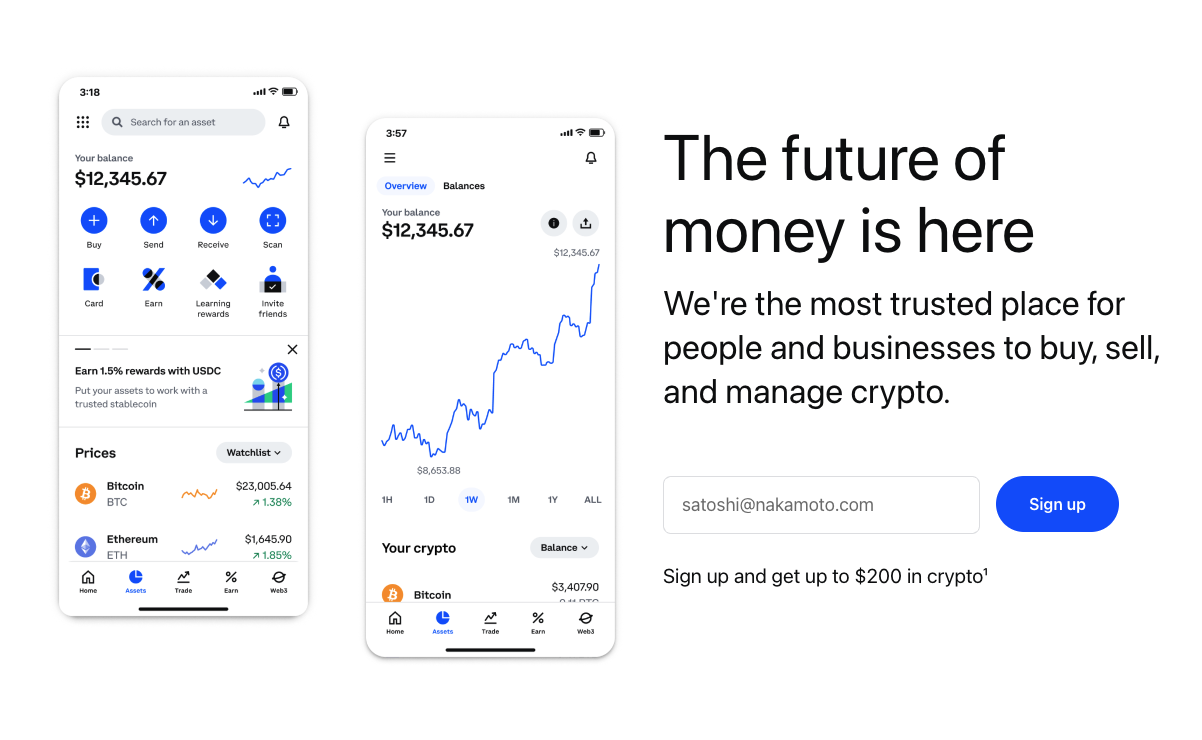 3:18
Search for an asset
Your balance
$12,345.67
Buy Send Receive Scan
Card Earn Learning rewards Invite friends
Earn 1.5% rewards with USDC
Put your assets to work with a
trusted stablecoin
Prices Watchlist
Bitcoin $23,005.64
BTC ↗ 1.38%
Ethereum $1,645.90
ETH ↗ 1.85%
Home Assets Trade Earn Web3
3:57
Overview Balances
Your balance
$12,345.67
$12,345.67
$8,653.88
1H 1D 1W 1M 1Y ALL
Your crypto Balance
Bitcoin $3,407.90
Home Assets Trade Earn Web3
The future of
money is here
We're the most trusted place for
people and businesses to buy, sell,
and manage crypto.
satoshi@nakamoto.com Sign up
Sign up and get up to $200 in crypto¹